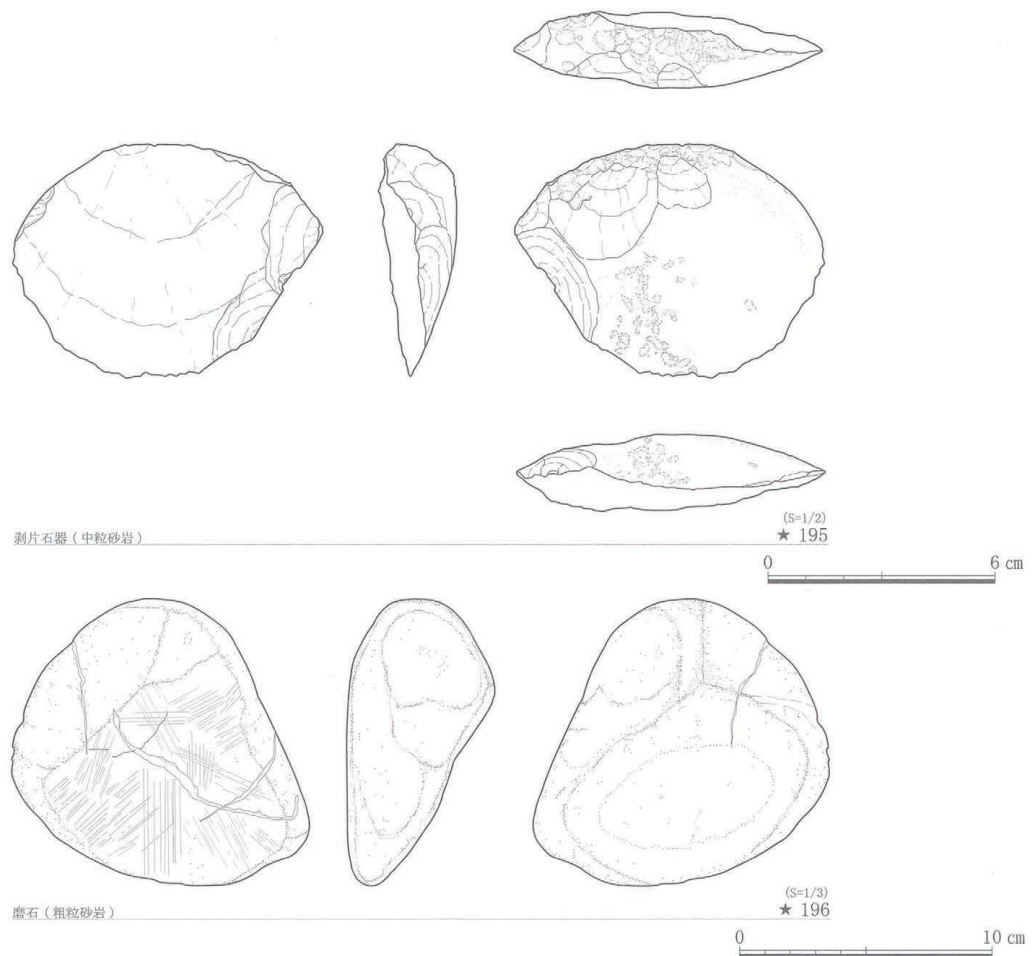 剥片石器（中粒砂岩）
(S=1/2)
★ 195
0 6 cm
磨石（粗粒砂岩）
(S=1/3)
★ 196
0 10 cm